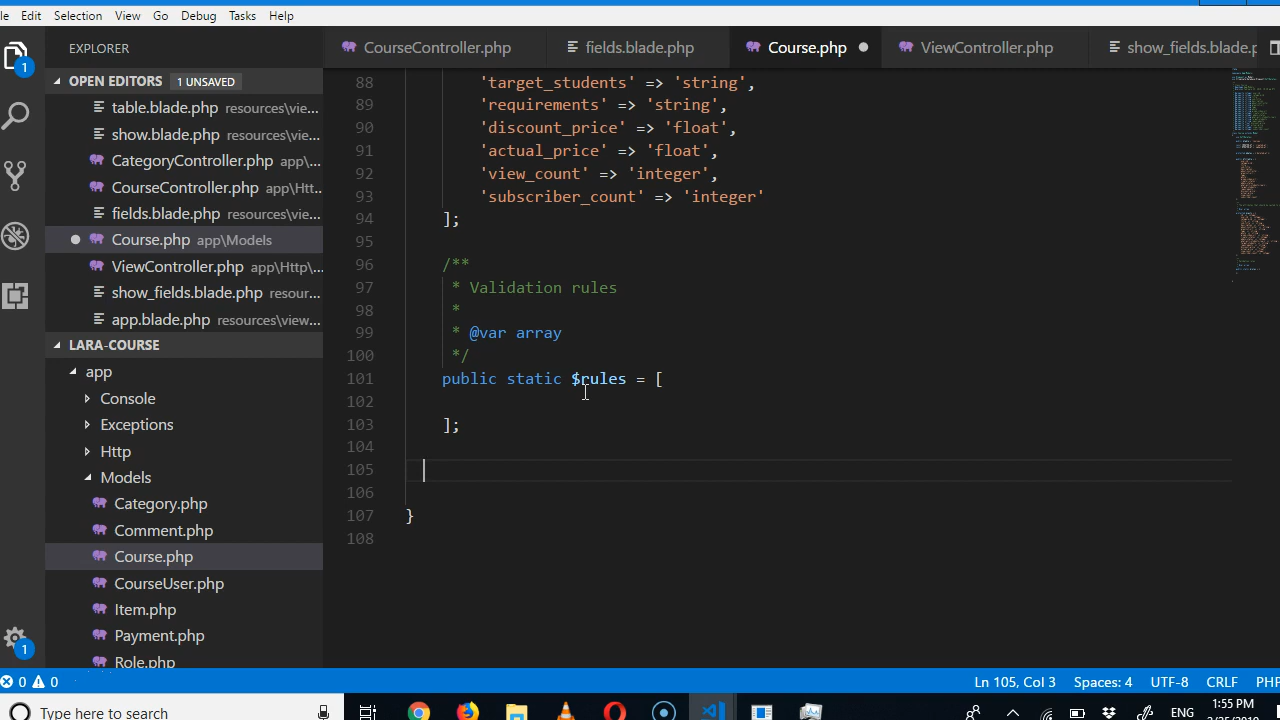 le Edit Selection View Go Debug Tasks Help
EXPLORER
CourseController.php fields.blade.php Course.php ViewController.php show_fields.blade.p
OPEN EDITORS 1 UNSAVED
table.blade.php resources\vie...
show.blade.php resources\vie...
CategoryController.php app\...
CourseController.php app\Htt...
fields.blade.php resources\vie...
Course.php app\Models
ViewController.php app\Http\...
show_fields.blade.php resour...
app.blade.php resources\view...
LARA-COURSE
app
Console
Exceptions
Http
Models
Category.php
Comment.php
Course.php
CourseUser.php
Item.php
Payment.php
Role.php
1
1
88 'target_students' => 'string',
89 'requirements' => 'string',
90 'discount_price' => 'float',
91 'actual_price' => 'float',
92 'view_count' => 'integer',
93 'subscriber_count' => 'integer'
94 ];
95
96 /**
97 * Validation rules
98 *
99 * @var array
100 */
101 public static $rules = [
102
103 ];
104
105
106
107 }
108
0 0 Ln 105, Col 3 Spaces: 4 UTF-8 CRLF PHP
Type here to search ENG 1:55 PM